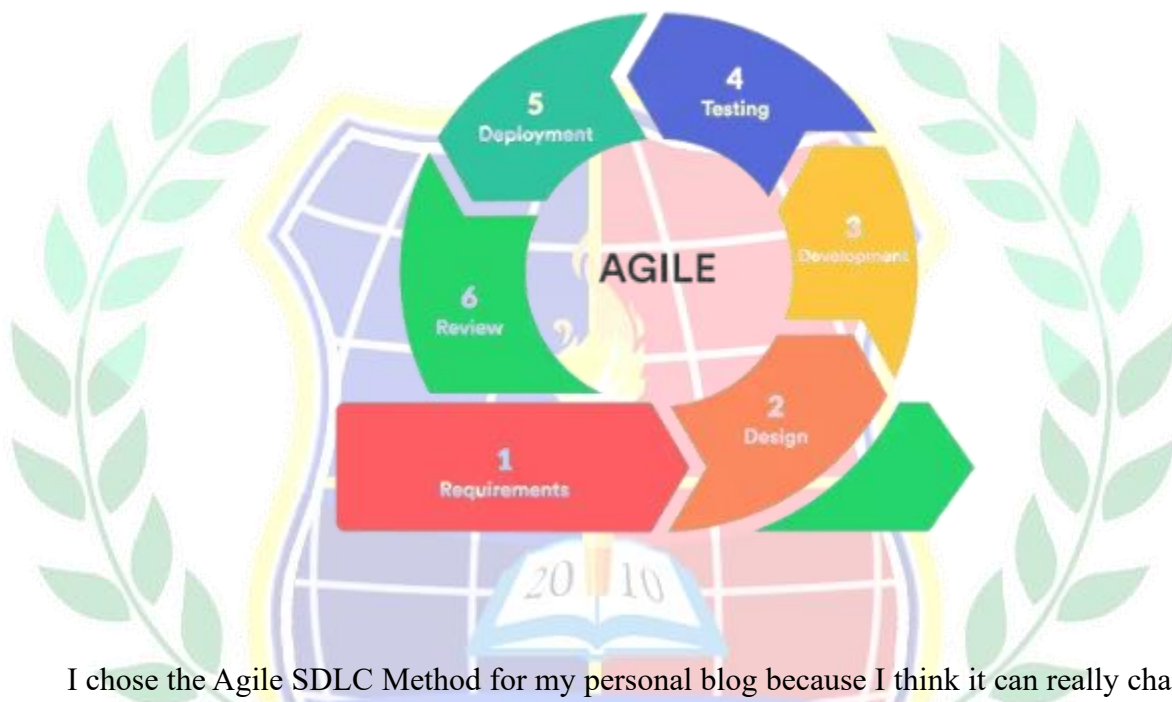 4
Testing
5
Deployment
3
Development
AGILE
6
Review
2
Design
1
Requirements
20 10
I chose the Agile SDLC Method for my personal blog because I think it can really